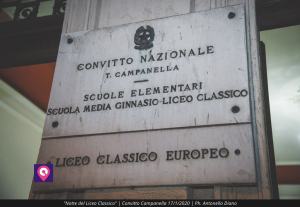 CONVITTO NAZIONALE
T. CAMPANELLA
SCUOLE ELEMENTARI
SCUOLA MEDIA GINNASIO-LICEO CLASSICO
LICEO CLASSICO EUROPEO
"Notte del Liceo Classico" | Convitto Campanella 17/1/2020 | Ph. Antonello Diano